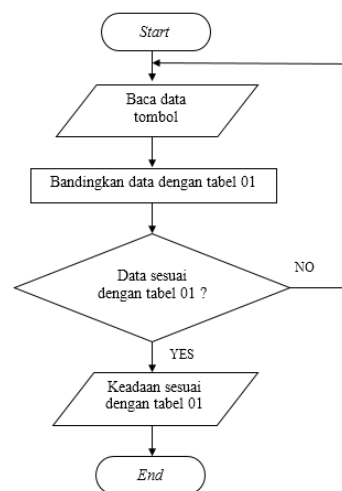 Start
Baca data
tombol
Bandingkan data dengan tabel 01
Data sesuai
dengan tabel 01 ?
NO
YES
Keadaan sesuai
dengan tabel 01
End